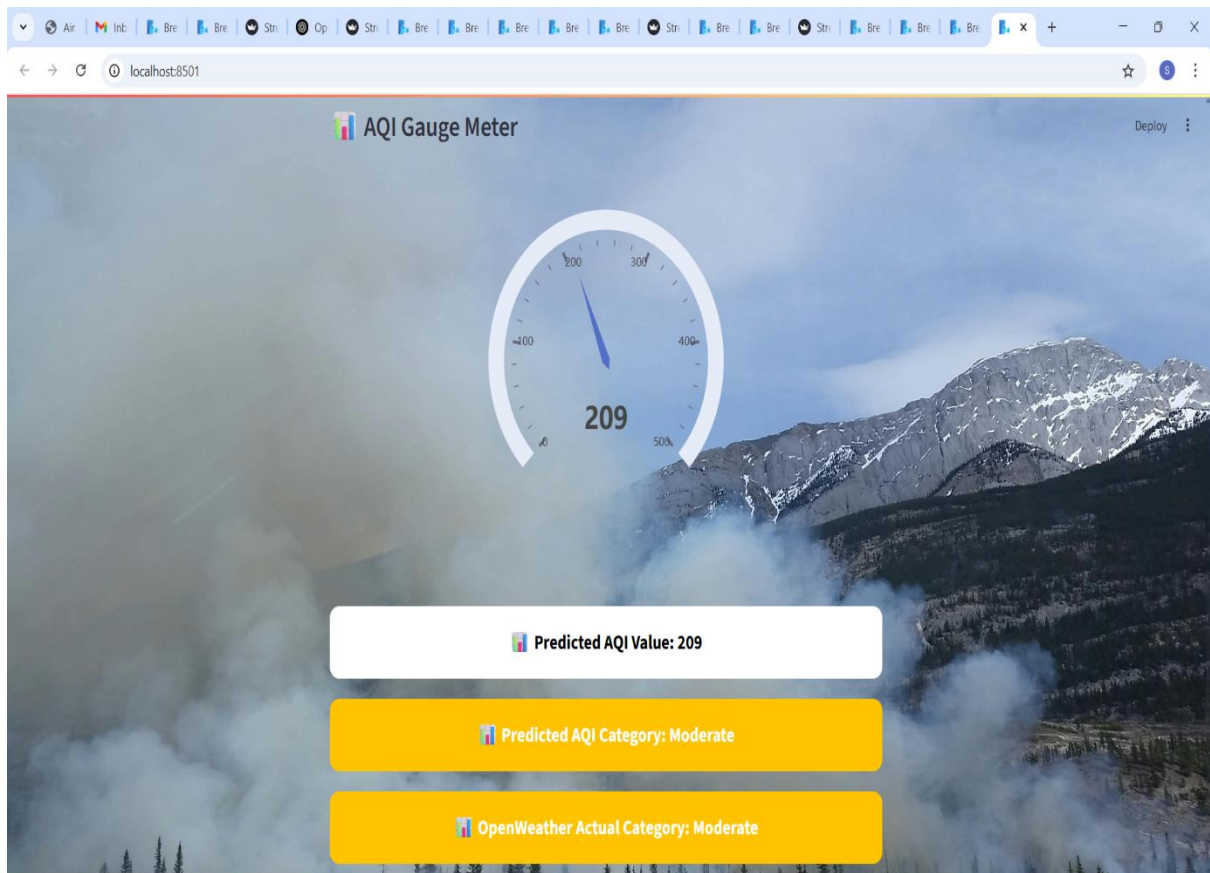 Air
Inb
Bre
Bre
Str
Op
Str
Bre
Bre
Bre
Bre
Bre
Str
Bre
Bre
Str
Bre
Bre
Bre
localhost:8501
S
AQI Gauge Meter
Deploy
200
300
100
400
209
0
500
Predicted AQI Value: 209
Predicted AQI Category: Moderate
OpenWeather Actual Category: Moderate